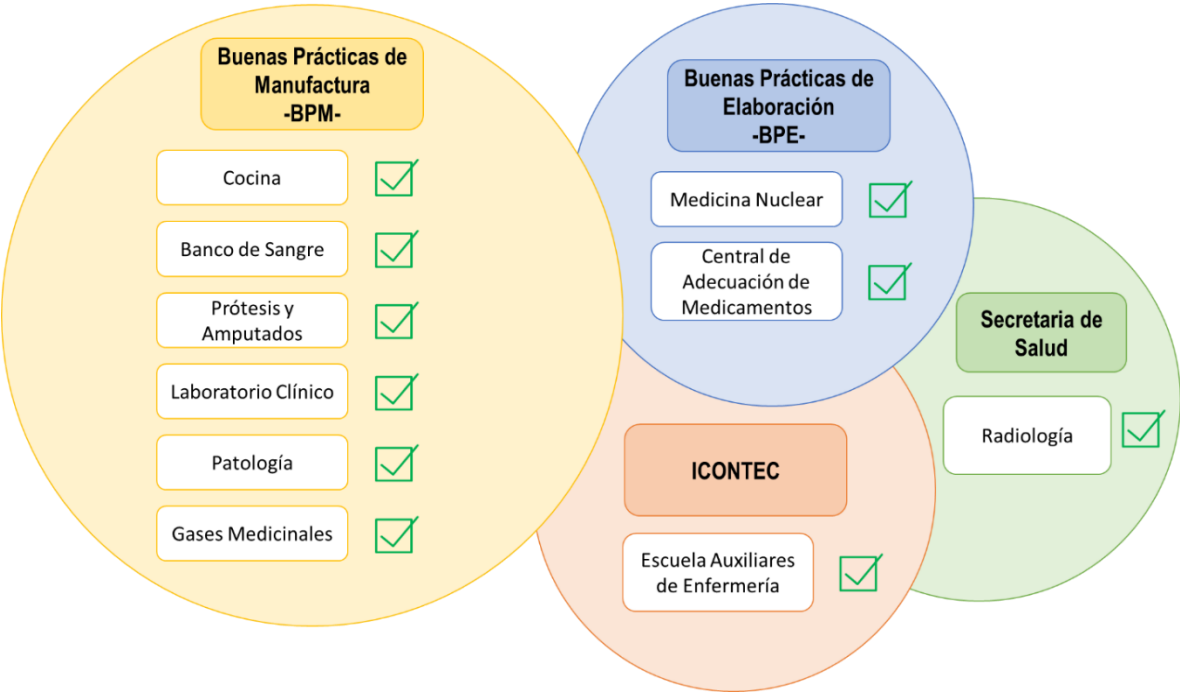 Buenas Prácticas de
Manufactura
-BPM-
Cocina
Banco de Sangre
Prótesis y
Amputados
Laboratorio Clínico
Patología
Gases Medicinales
Buenas Prácticas de
Elaboración
-BPE-
Medicina Nuclear
Central de
Adecuación de
Medicamentos
Secretaria de
Salud
Radiología
ICONTEC
Escuela Auxiliares
de Enfermería